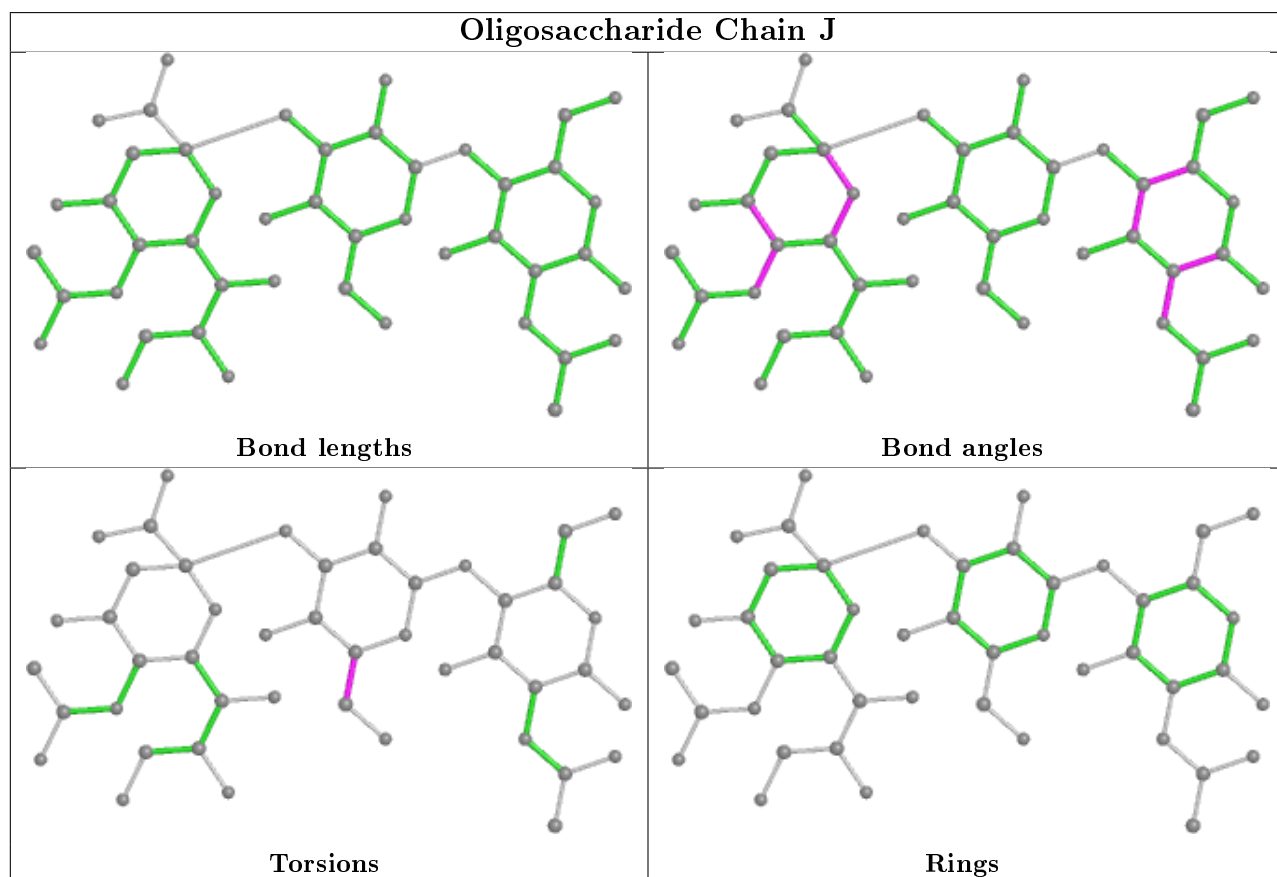 Oligosaccharide Chain J
Bond lengths
Bond angles
Torsions
Rings